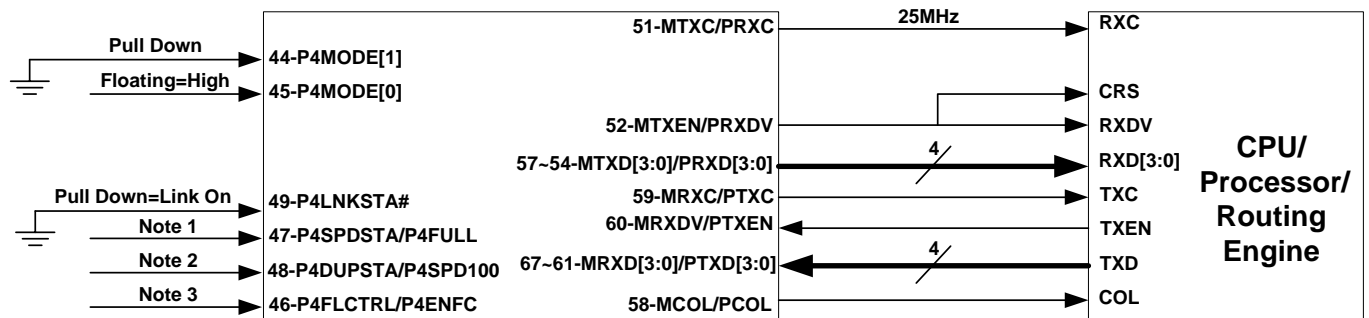 Pull Down
Floating=High
Pull Down=Link On
Note 1
Note 2
Note 3
44-P4MODE[1]
45-P4MODE[0]
49-P4LNKSTA#
47-P4SPDSTA/P4FULL
48-P4DUPSTA/P4SPD100
46-P4FLCTRL/P4ENFC
51-MTXC/PRXC
52-MTXEN/PRXDV
57~54-MTXD[3:0]/PRXD[3:0]
59-MRXC/PTXC
60-MRXDV/PTXEN
67~61-MRXD[3:0]/PTXD[3:0]
58-MCOL/PCOL
25MHz
4
4
RXC
CRS
RXDV
RXD[3:0]
TXC
TXEN
TXD
COL
CPU/
Processor/
Routing
Engine